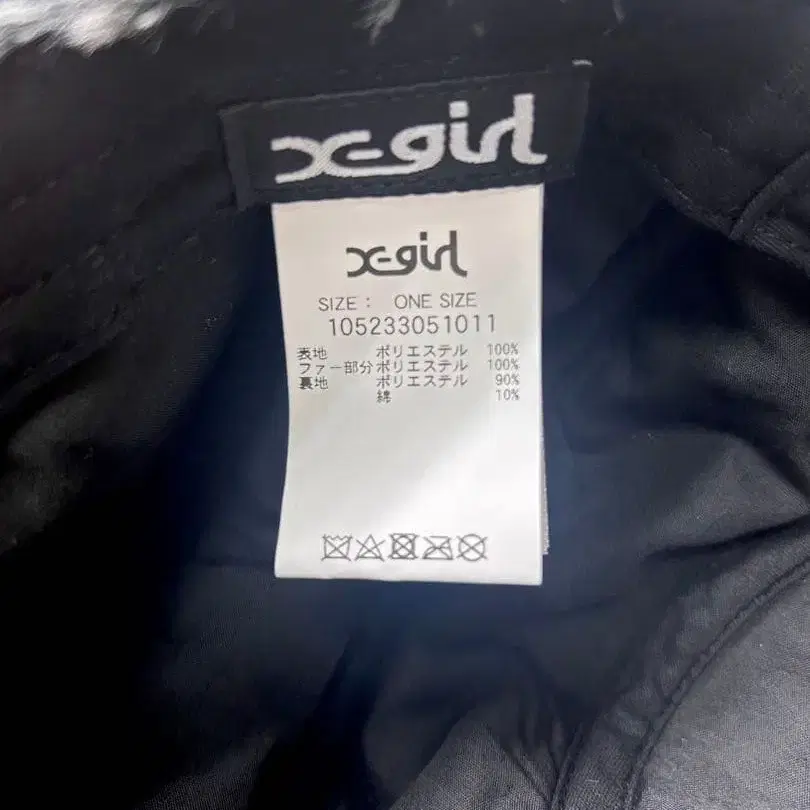 X-girl
X-girl
SIZE : ONE SIZE
105233051011
表地 ポリエステル 100%
ファー部分 ポリエステル 100%
裏地 ポリエステル 90%
綿 10%